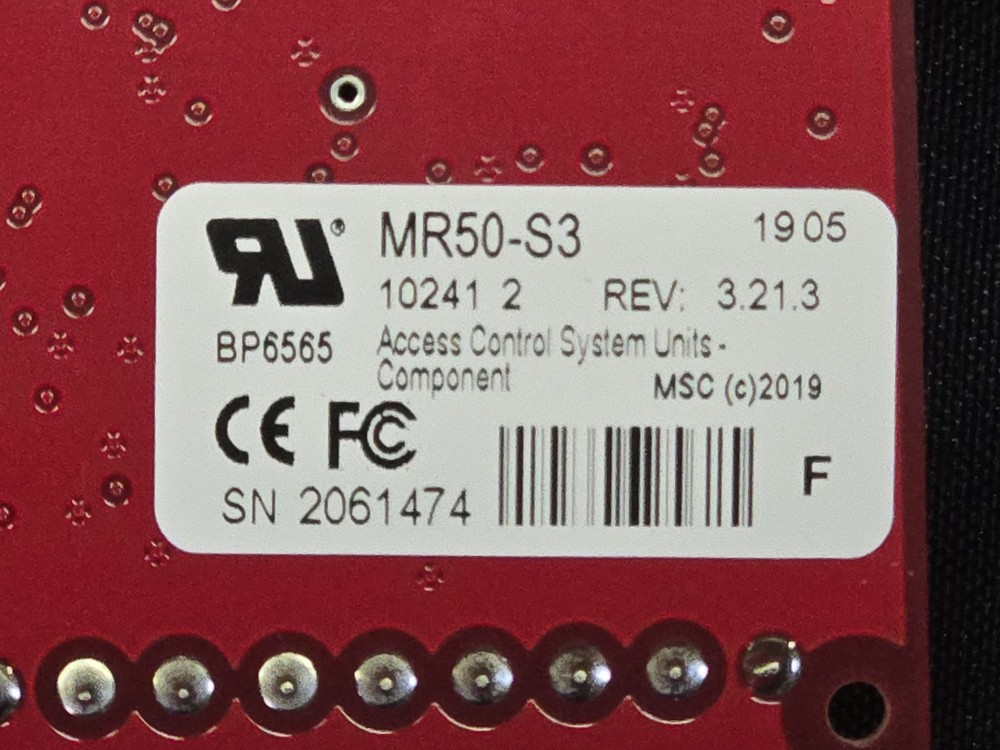 MR50-S3 1905
10241 2 REV: 3.21.3
BP6565 Access Control System Units -
Component
MSC (c)2019
CE FC
SN 2061474
F